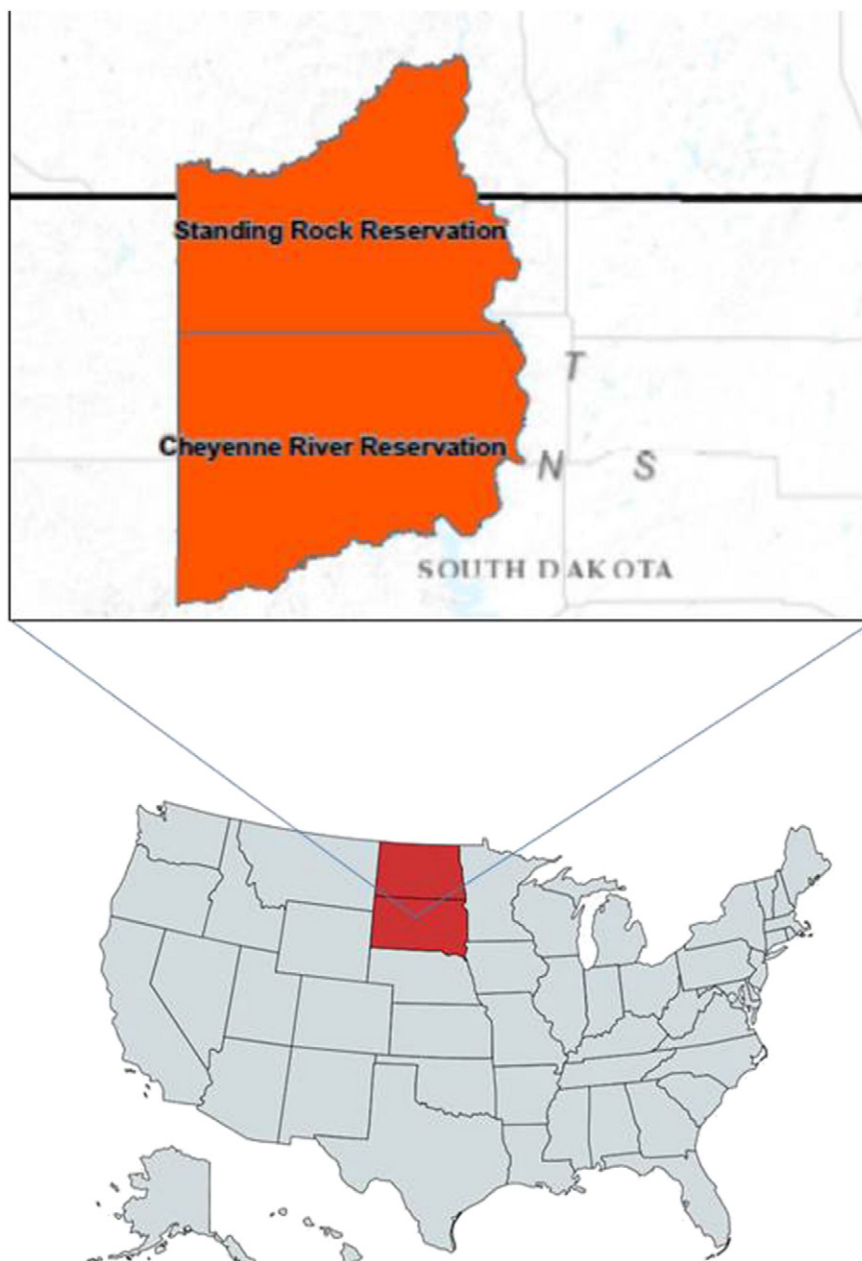 Standing Rock Reservation
T
Cheyenne River Reservation
N S
SOUTH DAKOTA